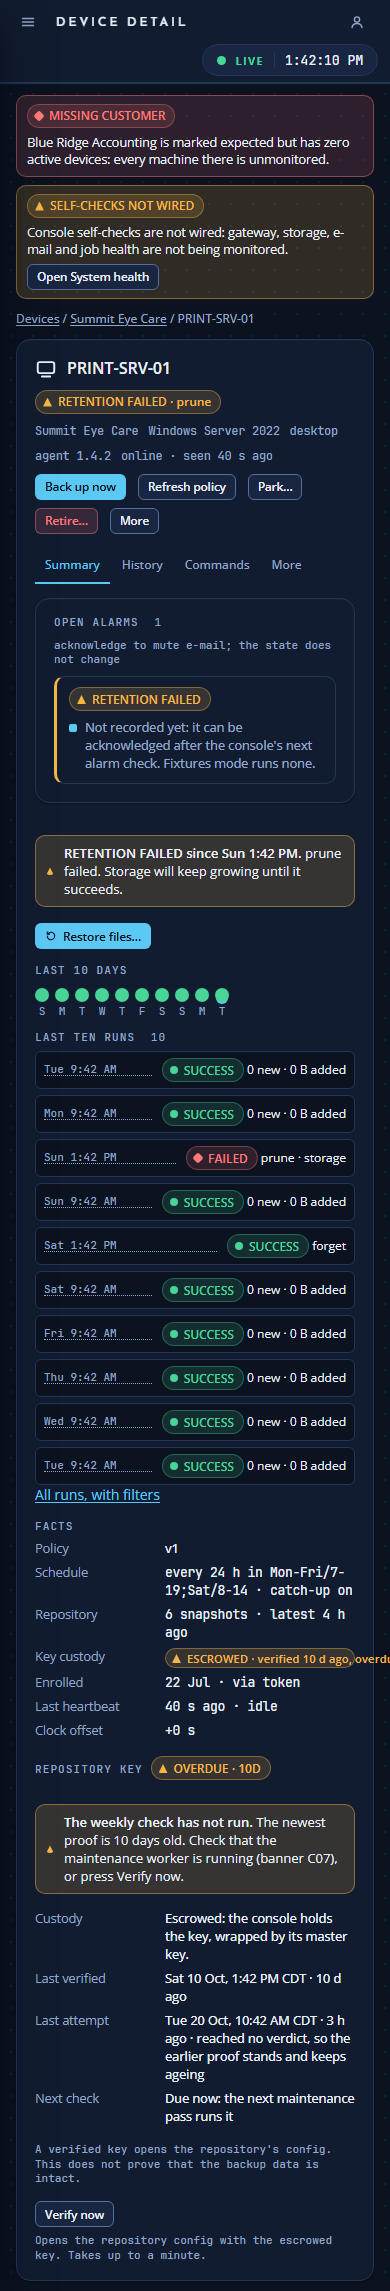 DEVICE DETAIL
LIVE 1:42:10 PM
MISSING CUSTOMER
Blue Ridge Accounting is marked expected but has zero
active devices: every machine there is unmonitored.
SELF-CHECKS NOT WIRED
Console self-checks are not wired: gateway, storage, e-
mail and job health are not being monitored.
Open System health
Devices / Summit Eye Care / PRINT-SRV-01
PRINT-SRV-01
RETENTION FAILED · prune
Summit Eye Care Windows Server 2022 desktop
agent 1.4.2 online · seen 40 s ago
Back up now Refresh policy Park...
Retire... More
Summary History Commands More
OPEN ALARMS 1
acknowledge to mute e-mail; the state does
not change
RETENTION FAILED
Not recorded yet: it can be
acknowledged after the console's next
alarm check. Fixtures mode runs none.
RETENTION FAILED since Sun 1:42 PM. prune
failed. Storage will keep growing until it
succeeds.
Restore files...
LAST 10 DAYS
S M T W T F S S M T
LAST TEN RUNS 10
Tue 9:42 AM SUCCESS 0 new · 0 B added
Mon 9:42 AM SUCCESS 0 new · 0 B added
Sun 1:42 PM FAILED prune · storage
Sun 9:42 AM SUCCESS 0 new · 0 B added
Sat 1:42 PM SUCCESS forget
Sat 9:42 AM SUCCESS 0 new · 0 B added
Fri 9:42 AM SUCCESS 0 new · 0 B added
Thu 9:42 AM SUCCESS 0 new · 0 B added
Wed 9:42 AM SUCCESS 0 new · 0 B added
Tue 9:42 AM SUCCESS 0 new · 0 B added
All runs, with filters
FACTS
Policy v1
Schedule every 24 h in Mon-Fri/7-
19;Sat/8-14 · catch-up on
Repository 6 snapshots · latest 4 h
ago
Key custody ESCROWED · verified 10 d ago, overdu
Enrolled 22 Jul · via token
Last heartbeat 40 s ago · idle
Clock offset +0 s
REPOSITORY KEY OVERDUE · 10D
The weekly check has not run. The newest
proof is 10 days old. Check that the
maintenance worker is running (banner C07),
or press Verify now.
Custody Escrowed: the console holds
the key, wrapped by its master
key.
Last verified Sat 10 Oct, 1:42 PM CDT · 10 d
ago
Last attempt Tue 20 Oct, 10:42 AM CDT · 3 h
ago · reached no verdict, so the
earlier proof stands and keeps
ageing
Next check Due now: the next maintenance
pass runs it
A verified key opens the repository's config.
This does not prove that the backup data is
intact.
Verify now
Opens the repository config with the escrowed
key. Takes up to a minute.